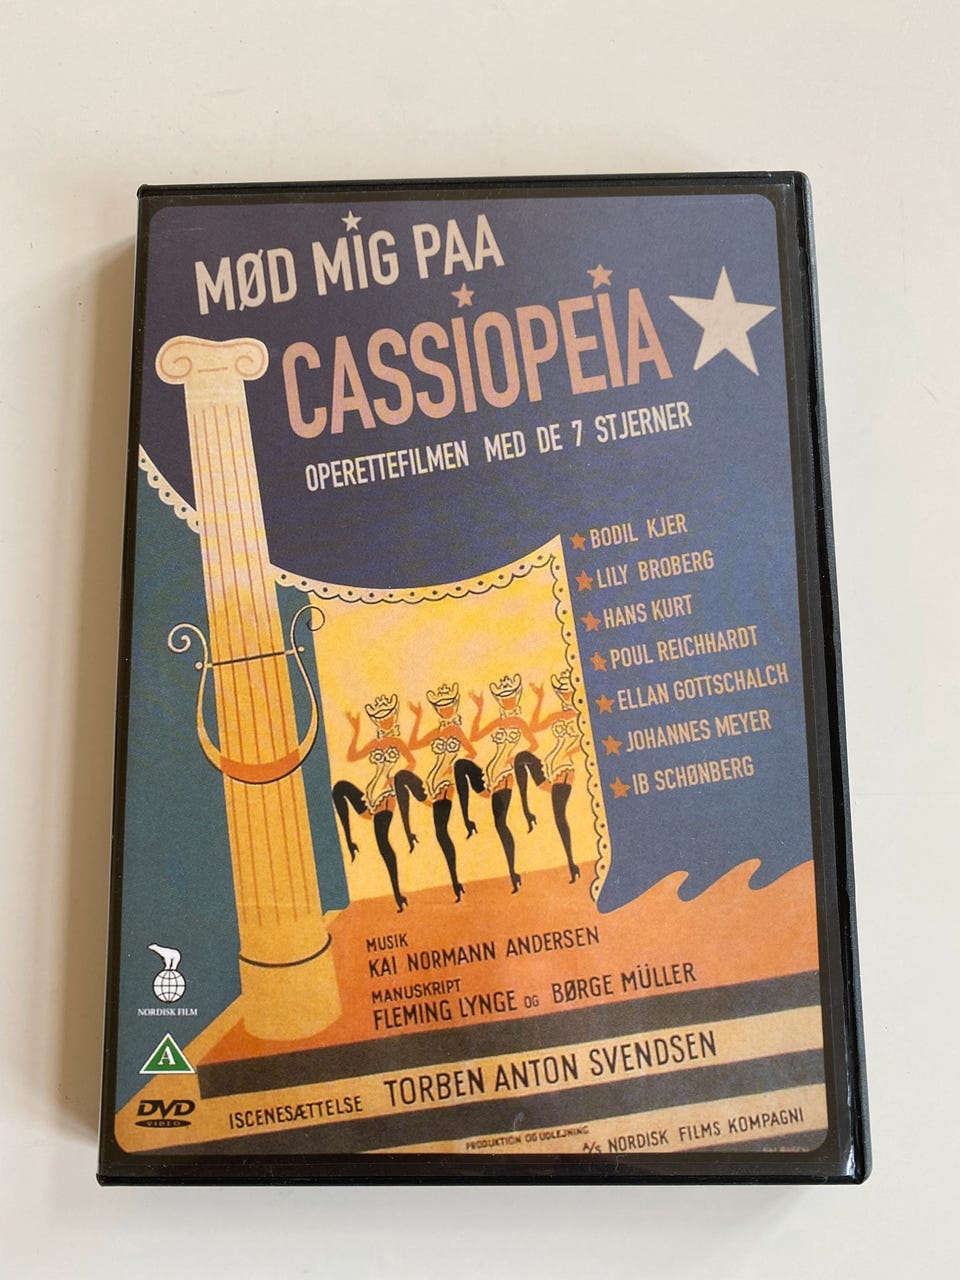 MØD MIG PAA
CASSIOPEIA
OPERETTEFILMEN MED DE 7 STJERNER
BODIL KJER
LILY BROBERG
HANS KURT
POUL REICHHARDT
ELLAN GOTTSCHALCH
JOHANNES MEYER
IB SCHØNBERG
MUSIK
KAI NORMANN ANDERSEN
MANUSKRIPT
FLEMING LYNGE OG BØRGE MÜLLER
NORDISK FILM
A
DVD
VIDEO
ISCENESÆTTELSE TORBEN ANTON SVENDSEN
PRODUKTION OG UDLEJNING
A/S NORDISK FILMS KOMPAGNI